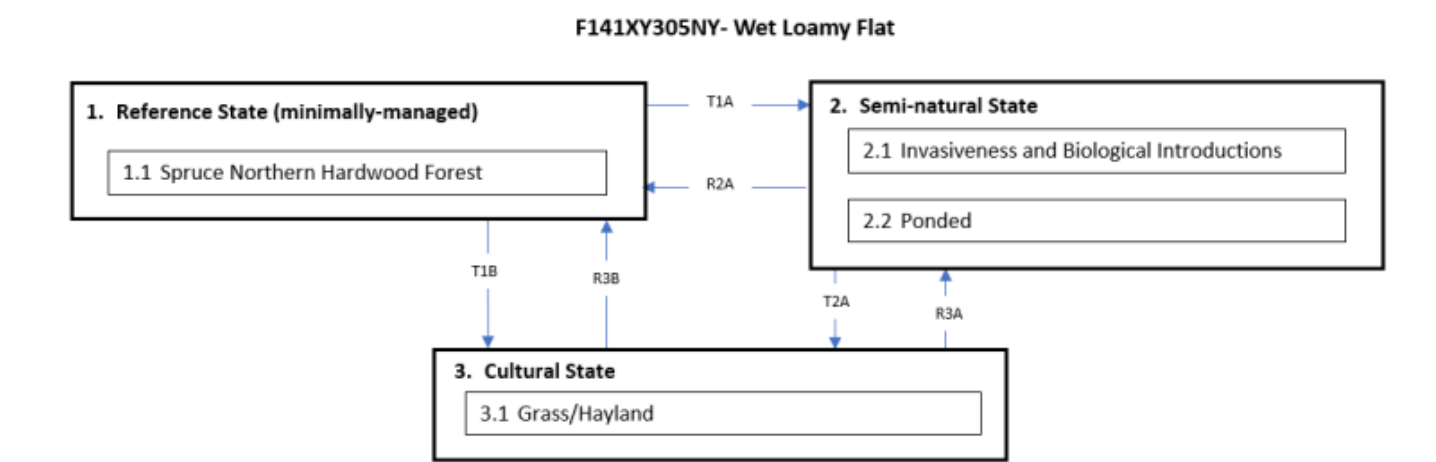 F141XY305NY- Wet Loamy Flat
1. Reference State (minimally-managed)
1.1 Spruce Northern Hardwood Forest
T1A
R2A
2. Semi-natural State
2.1 Invasiveness and Biological Introductions
2.2 Ponded
T1B
R3B
T2A
R3A
3. Cultural State
3.1 Grass/Hayland